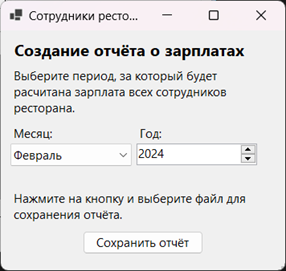 Сотрудники ресто...
Создание отчёта о зарплатах
Выберите период, за который будет
расчитана зарплата всех сотрудников
ресторана.
Месяц: Год:
Февраль 2024
Нажмите на кнопку и выберите файл для
сохранения отчёта.
Сохранить отчёт